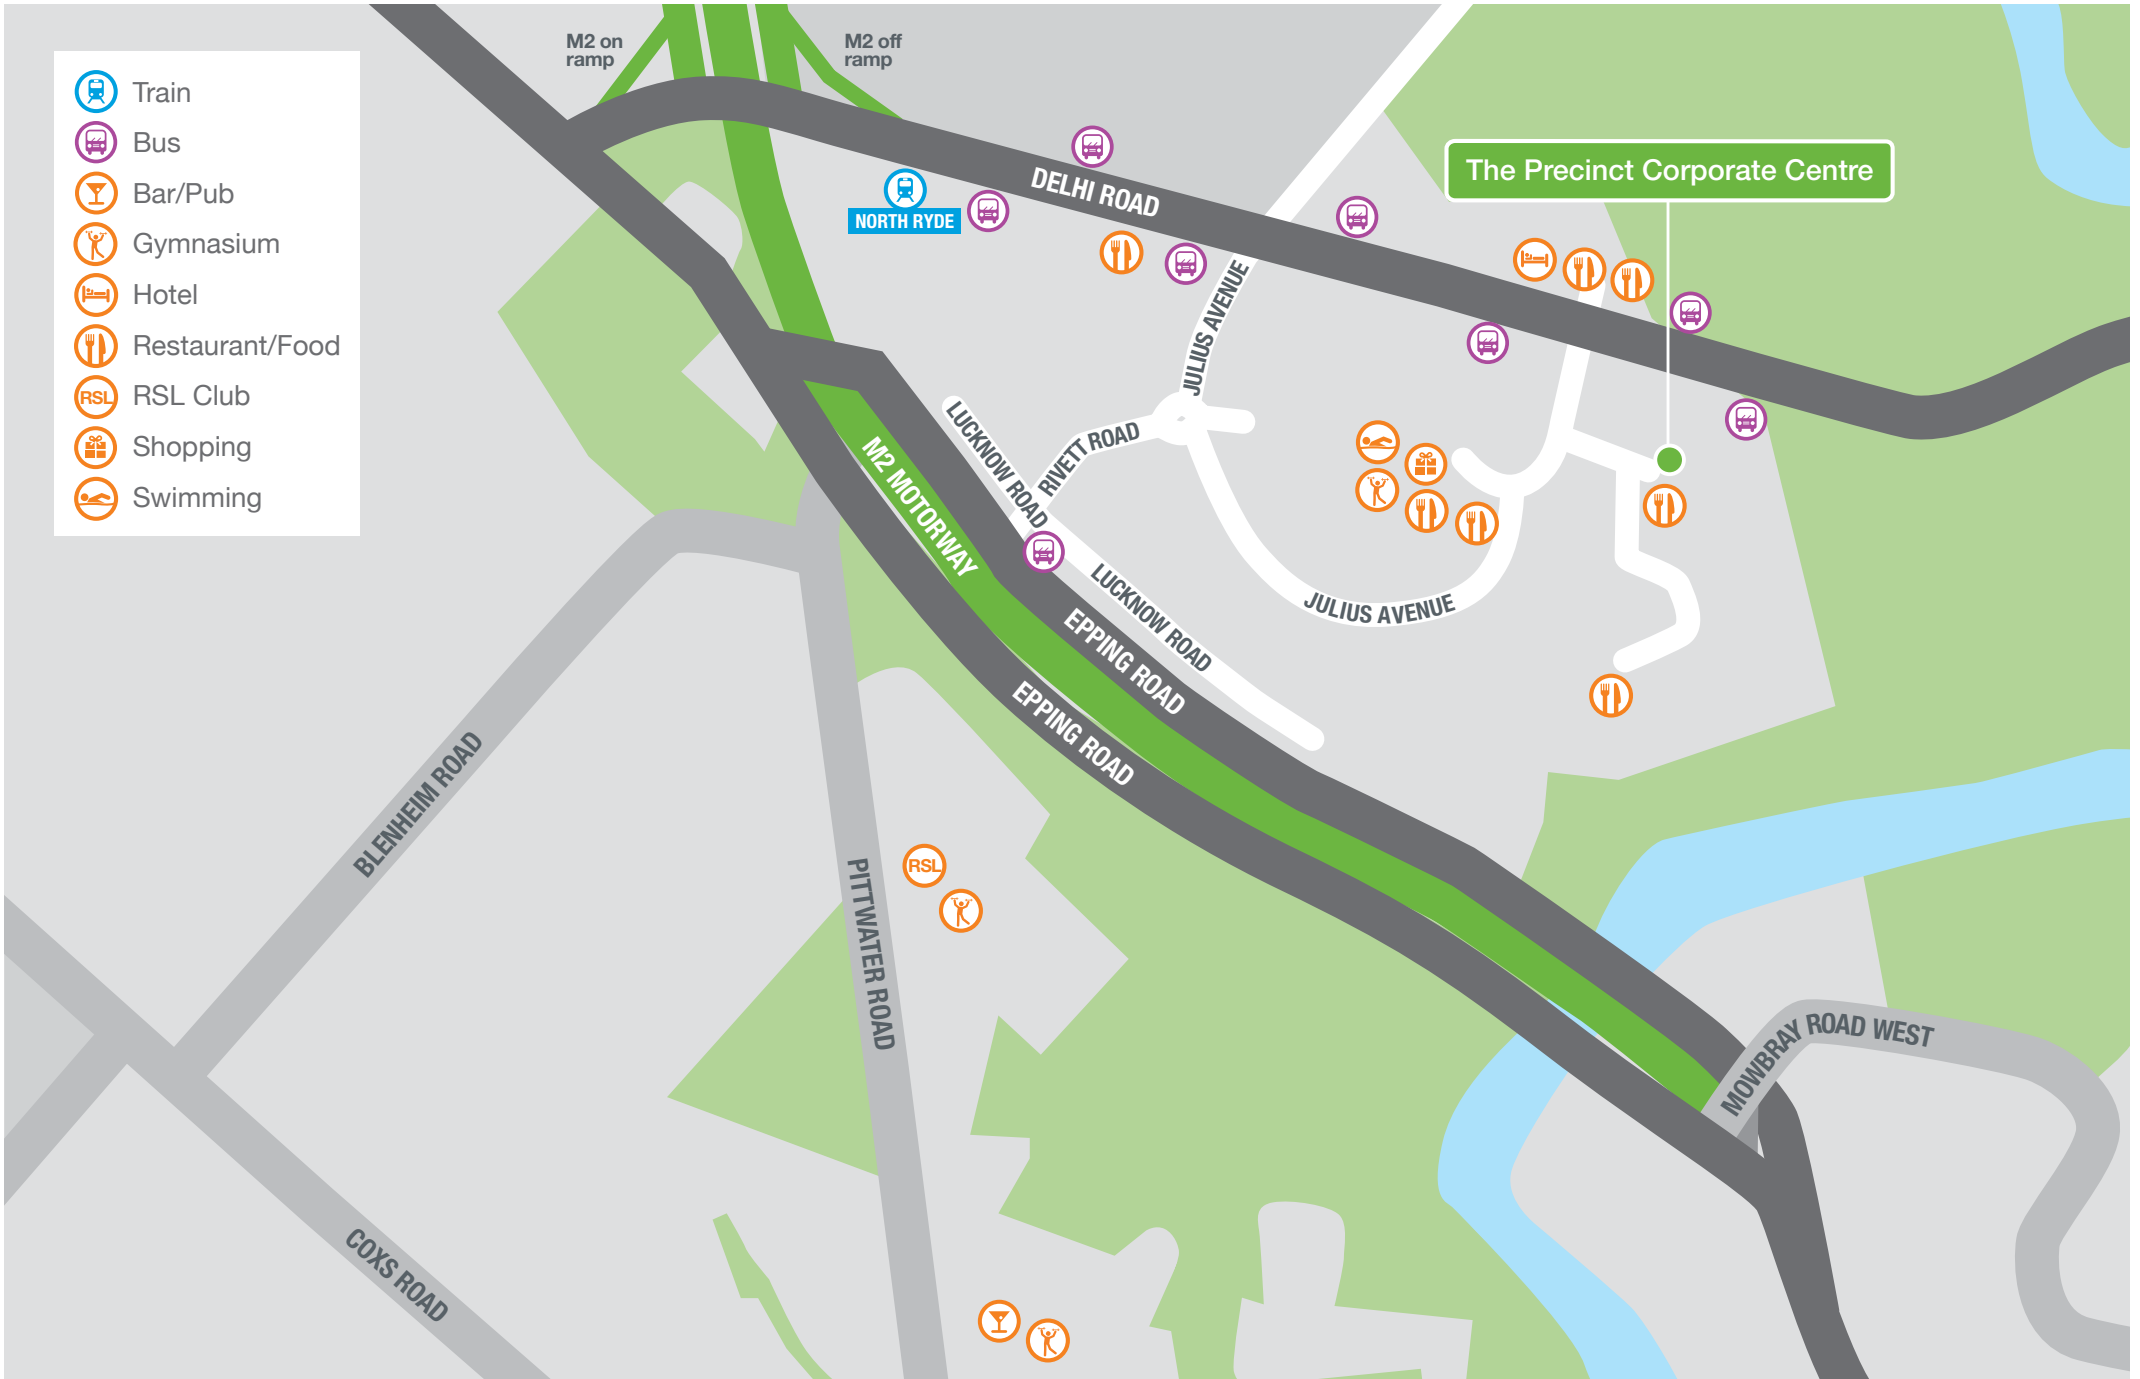 M2 on
ramp
M2 off
ramp
Train
Bus
Bar/Pub
Gymnasium
Hotel
Restaurant/Food
RSL
RSL Club
Shopping
Swimming
The Precinct Corporate Centre
DELHI ROAD
NORTH RYDE
JULIUS AVENUE
LUCKNOW ROAD
RIVETT ROAD
M2 MOTORWAY
LUCKNOW ROAD
JULIUS AVENUE
EPPING ROAD
EPPING ROAD
BLENHEIM ROAD
RSL
PITTWATER ROAD
MOWBRAY ROAD WEST
COXS ROAD